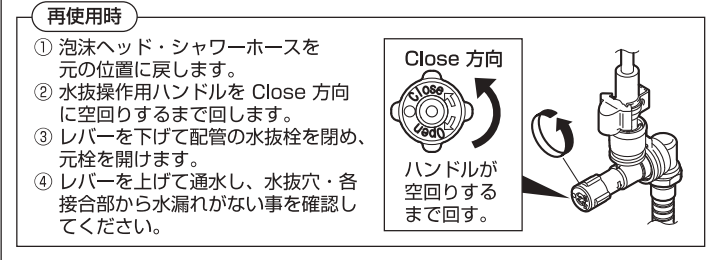 再使用時
① 泡沫ヘッド・シャワーホースを
元の位置に戻します。
② 水抜操作用ハンドルを Close 方向
に空回りするまで回します。
③ レバーを下げて配管の水抜栓を閉め、
元栓を開けます。
④ レバーを上げて通水し、水抜穴・各
接合部から水漏れがない事を確認し
てください。
Close 方向
Close
Open
ハンドルが
空回りする
まで回す。